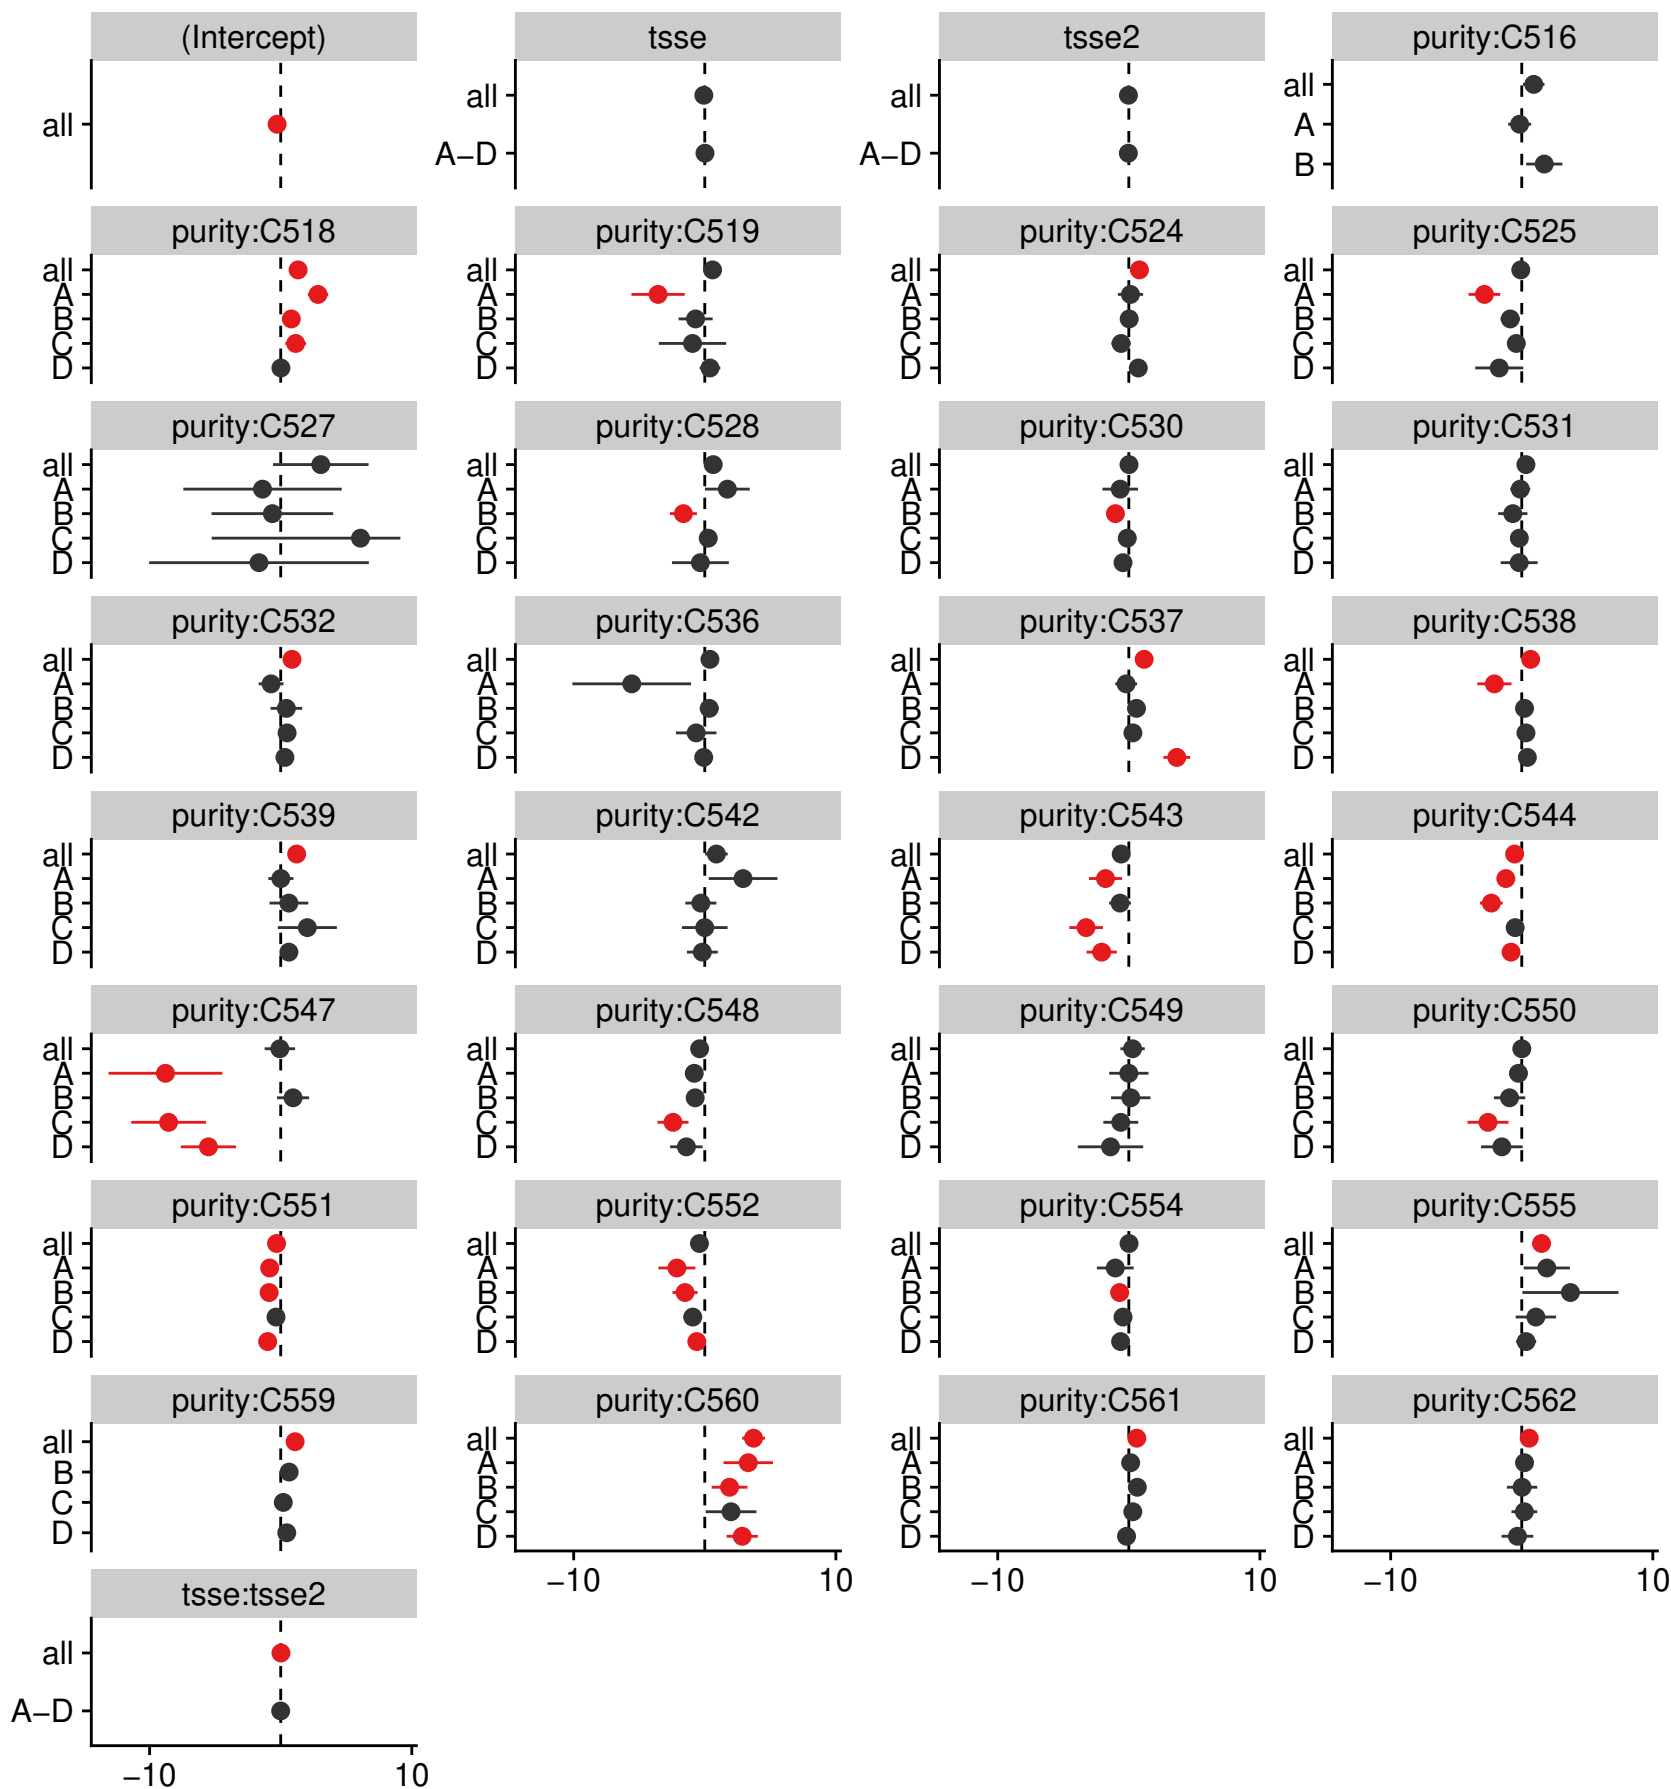 (Intercept)
tsse
tsse2
purity:C516
all
all
A–D
all
A–D
all
A
B
purity:C518
purity:C519
purity:C524
purity:C525
all
A
B
C
D
all
A
B
C
D
all
A
B
C
D
all
A
B
C
D
purity:C527
purity:C528
purity:C530
purity:C531
all
A
B
C
D
all
A
B
C
D
all
A
B
C
D
all
A
B
C
D
purity:C532
purity:C536
purity:C537
purity:C538
all
A
B
C
D
all
A
B
C
D
all
A
B
C
D
all
A
B
C
D
purity:C539
purity:C542
purity:C543
purity:C544
all
A
B
C
D
all
A
B
C
D
all
A
B
C
D
all
A
B
C
D
purity:C547
purity:C548
purity:C549
purity:C550
all
A
B
C
D
all
A
B
C
D
all
A
B
C
D
all
A
B
C
D
purity:C551
purity:C552
purity:C554
purity:C555
all
A
B
C
D
all
A
B
C
D
all
A
B
C
D
all
A
B
C
D
purity:C559
purity:C560
purity:C561
purity:C562
all
B
C
D
all
A
B
C
D
all
A
B
C
D
all
A
B
C
D
−10 10
−10 10
−10 10
tsse:tsse2
all
A–D
−10 10